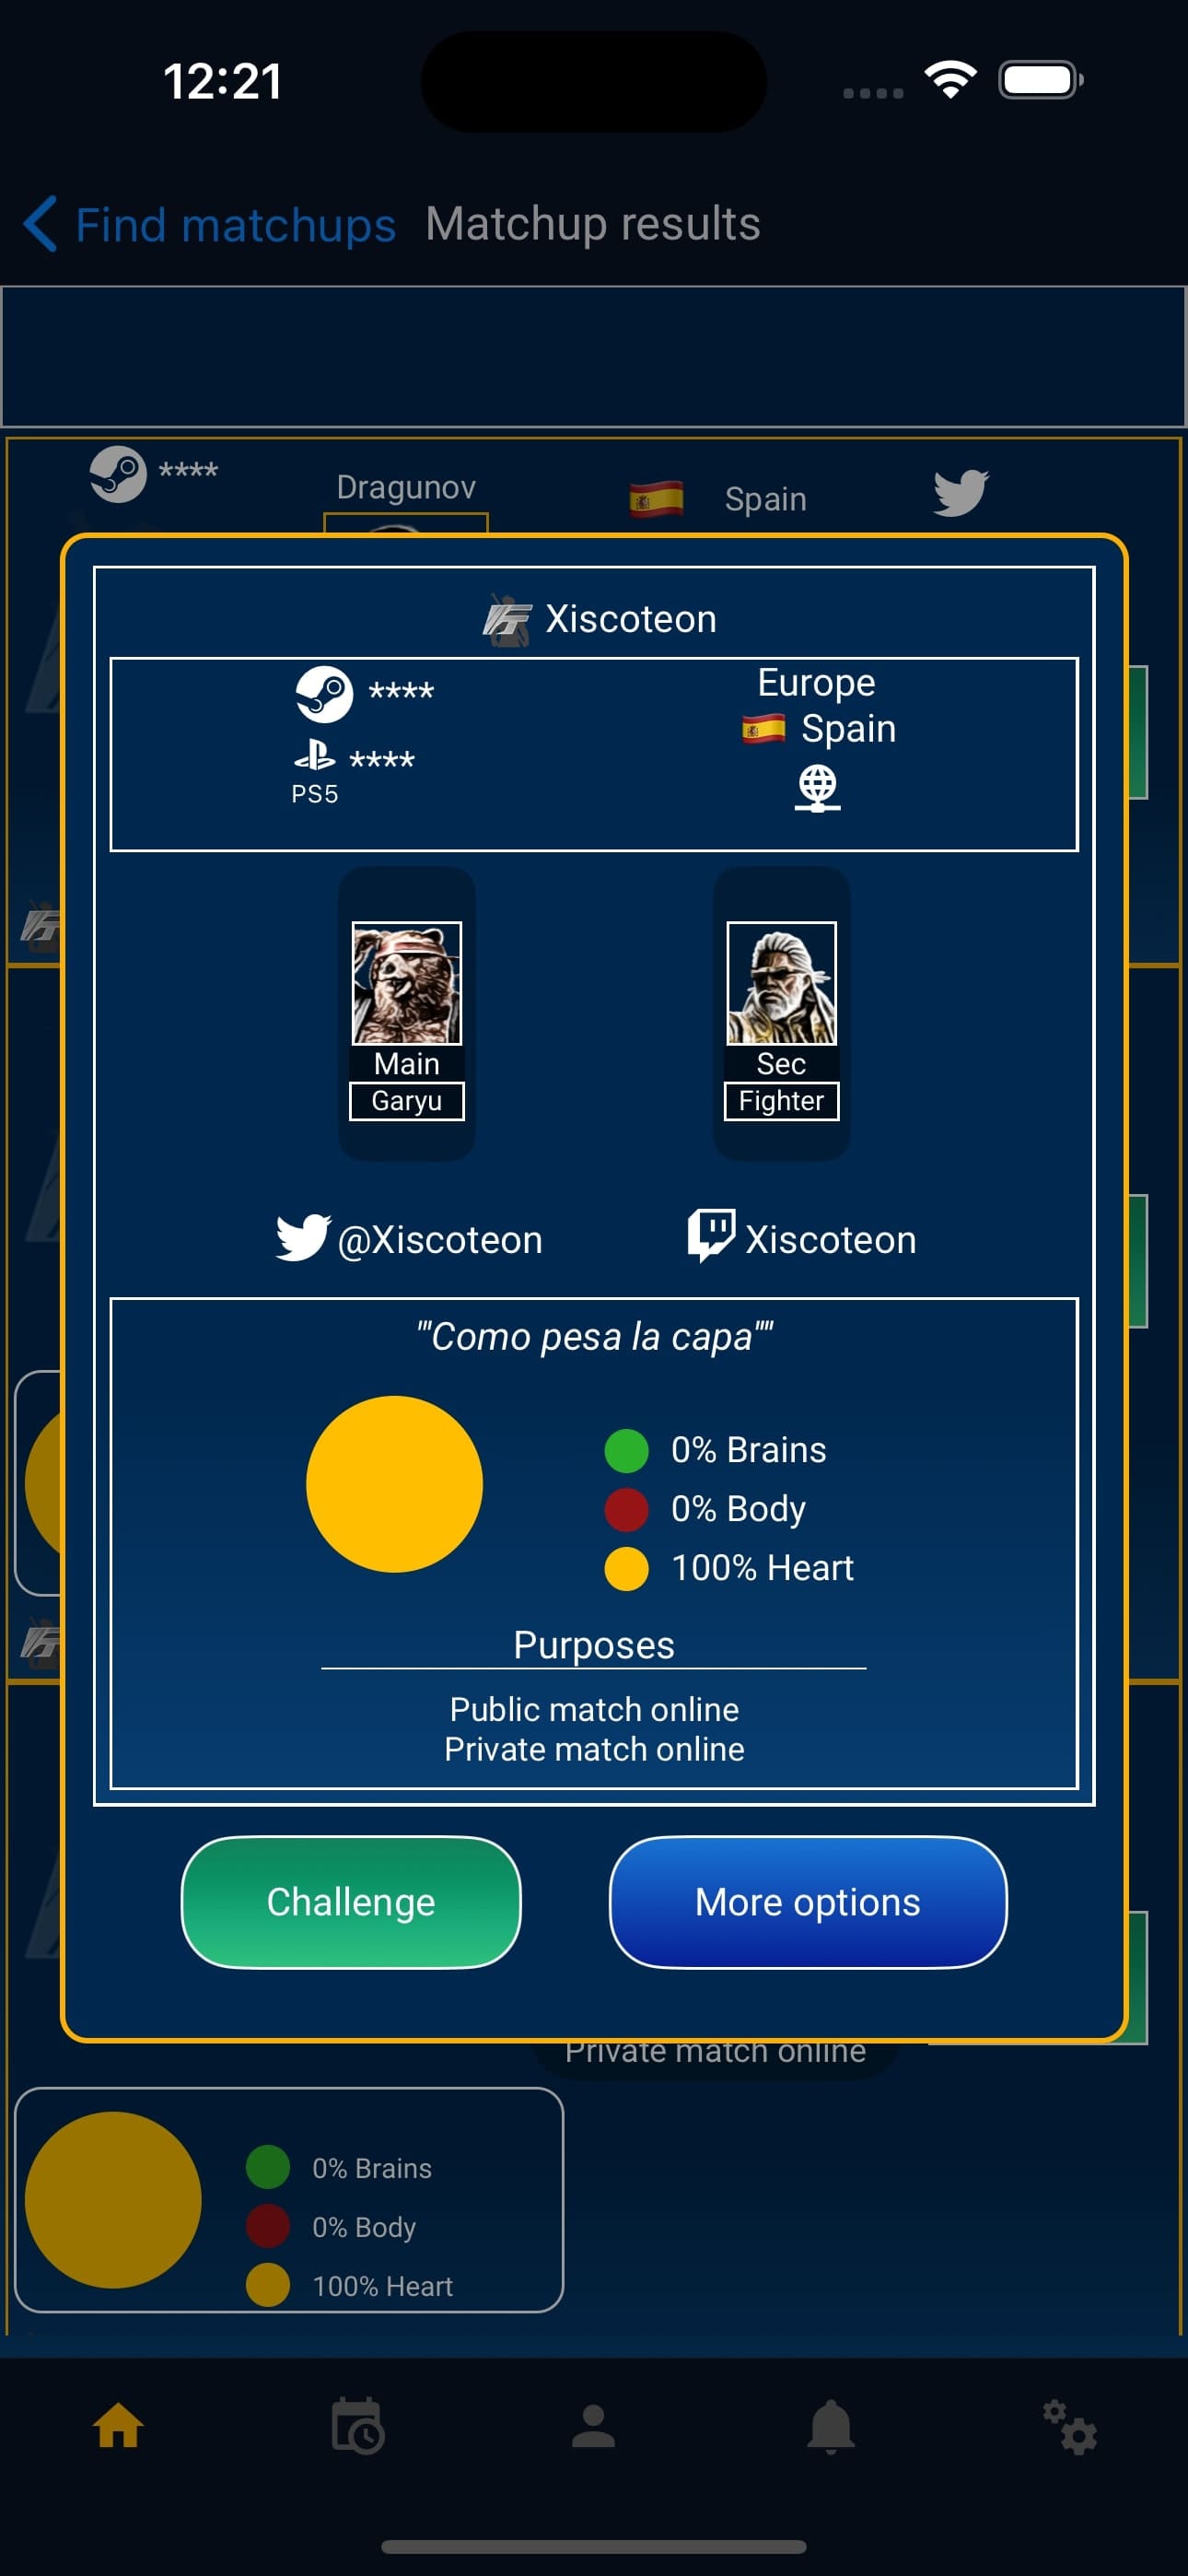 12:21
Find matchups Matchup results
**** Dragunov Spain
Xiscoteon
**** Europe
Spain
****
PS5
Main Sec
Garyu Fighter
@Xiscoteon Xiscoteon
"'Como pesa la capa'"'
0% Brains
0% Body
100% Heart
Purposes
Public match online
Private match online
Challenge More options
Private match online
0% Brains
0% Body
100% Heart